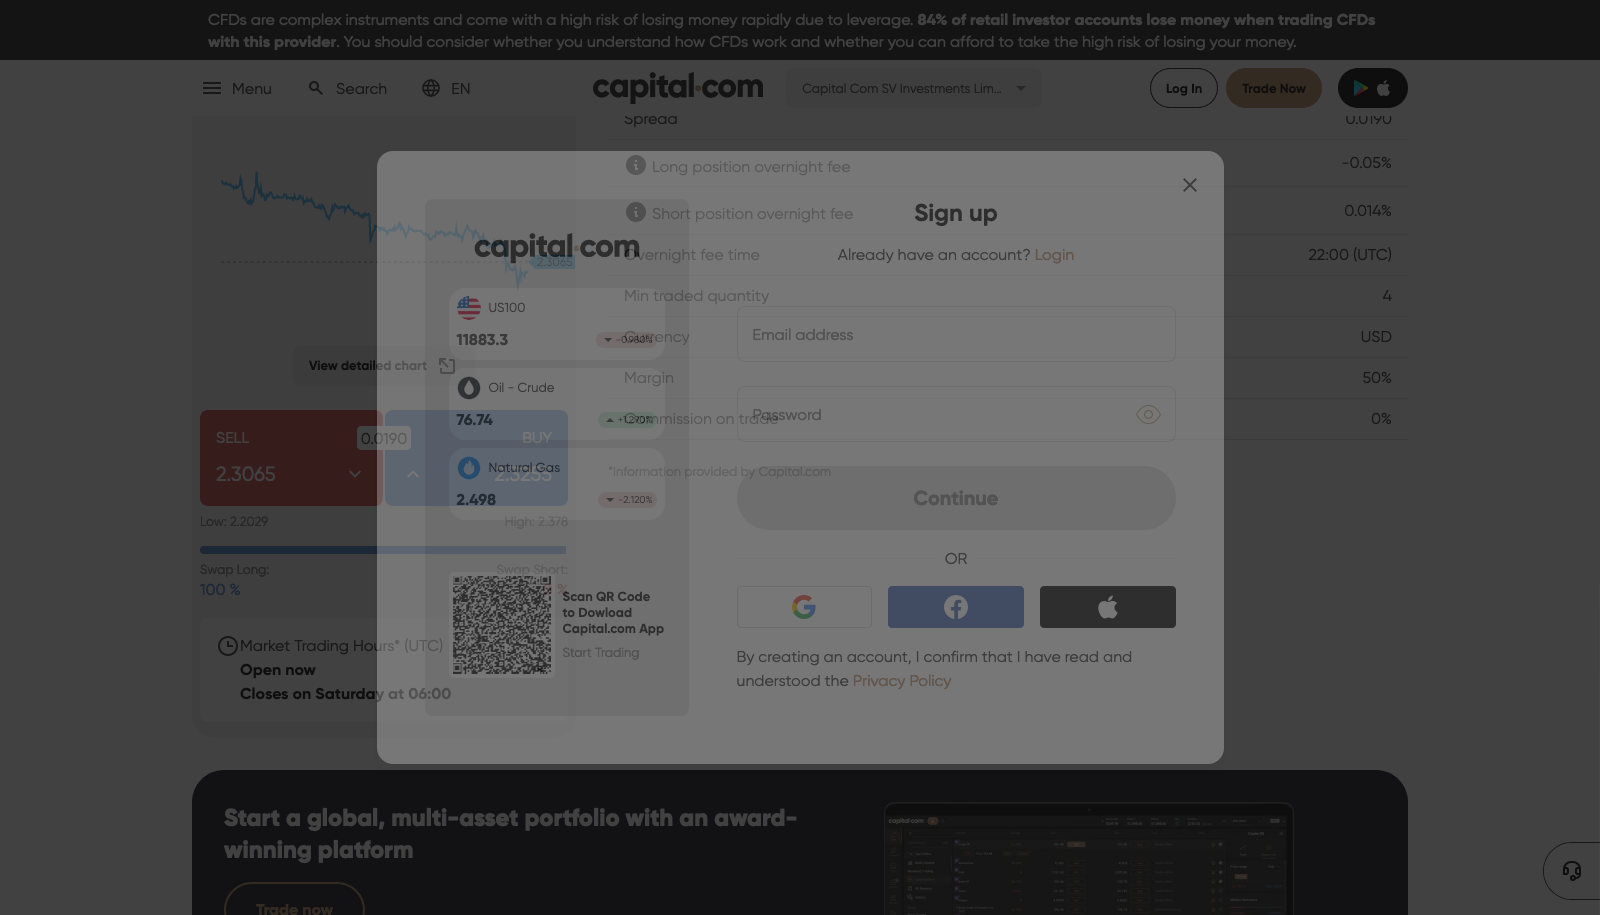 CFDs are complex instruments and come with a high risk of losing money rapidly due to leverage. 84% of retail investor accounts lose money when trading CFDs
with this provider. You should consider whether you understand how CFDs work and whether you can afford to take the high risk of losing your money.
Menu
Search
EN
capital.com
Capital Com SV Investments Lim...
Log In
Trade Now
Spread
0.0190
Long position overnight fee
-0.05%
Short position overnight fee
0.014%
Overnight fee time
22:00 (UTC)
Min traded quantity
4
Currency
USD
Margin
50%
Commission on trade
0%
*Information provided by Capital.com
2.3065
View detailed chart
SELL
2.3065
0.0190
BUY
2.3255
Low: 2.2029
High: 2.378
Swap Long:
100 %
Swap Short:
%
Market Trading Hours* (UTC)
Open now
Closes on Saturday at 06:00
capital.com
US100
11883.3
Oil - Crude
76.74
+1.290%
Natural Gas
2.498
-2.120%
Scan QR Code
to Dowload
Capital.com App
Start Trading
Sign up
Already have an account? Login
Email address
Password
Continue
OR
By creating an account, I confirm that I have read and
understood the Privacy Policy
Start a global, multi-asset portfolio with an award-
winning platform
Trade now
capital.com